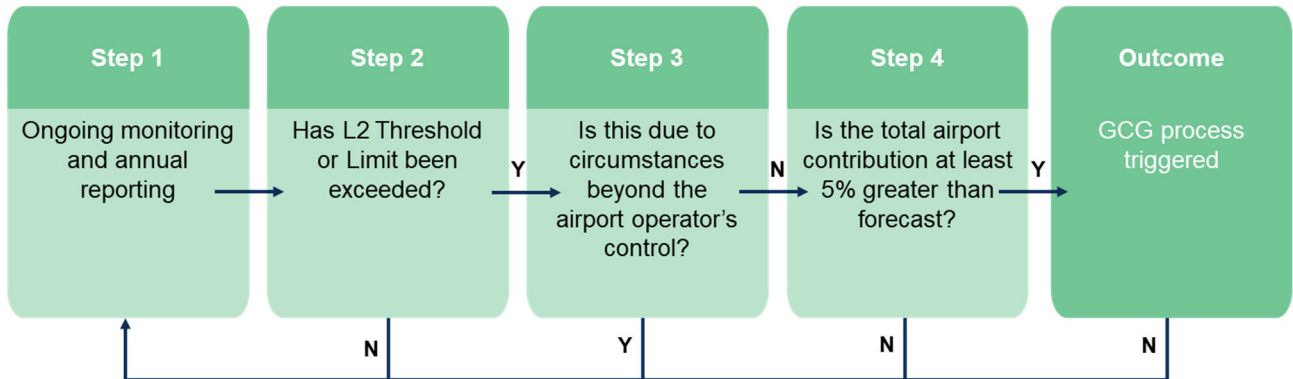 Step 1
Ongoing monitoring
and annual
reporting
Step 2
Has L2 Threshold
or Limit been
exceeded?
Y
Step 3
Is this due to
circumstances
beyond the
airport operator’s
control?
N
Step 4
Is the total airport
contribution at least
5% greater than
forecast?
Y
Outcome
GCG process
triggered
N
Y
N
N